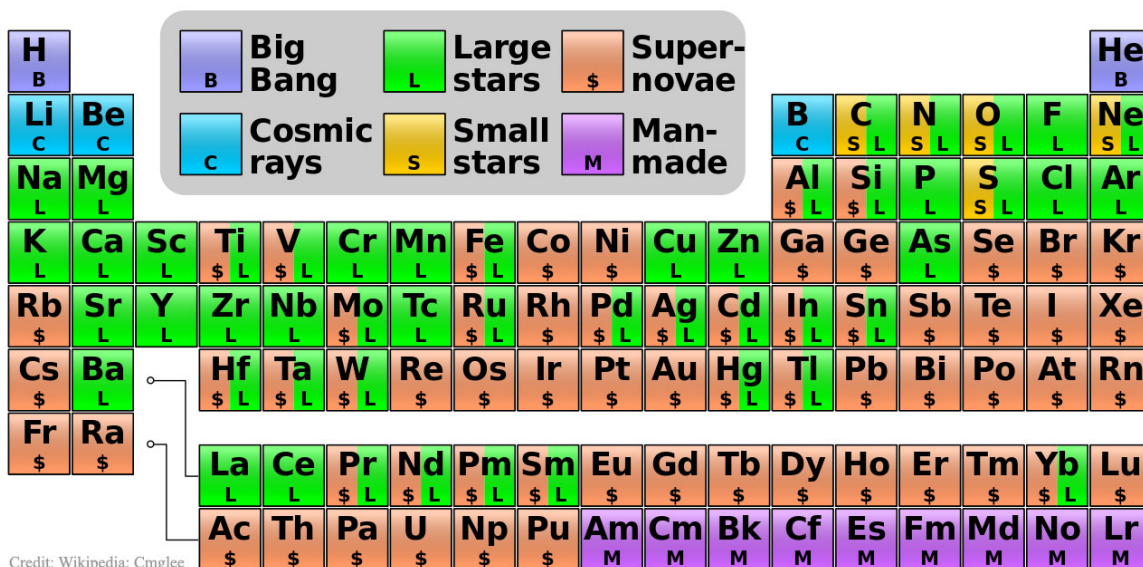 H Big Large Super- He
B Bang stars novae B
B L $
Li Be Cosmic Small Man- B C N O F Ne
C C rays stars made C S L S L S L L S L
C S M
Na Mg Al Si P S Cl Ar
L L $ L $ L L S L L L
K Ca Sc Ti V Cr Mn Fe Co Ni Cu Zn Ga Ge As Se Br Kr
L L L $ L $ L L L $ L $ $ L L $ $ L $ $ $
Rb Sr Y Zr Nb Mo Tc Ru Rh Pd Ag Cd In Sn Sb Te I Xe
$ L L L L $ L L $ L $ $ L $ L $ L $ L $ L $ $ $ $
Cs Ba Hf Ta W Re Os Ir Pt Au Hg Tl Pb Bi Po At Rn
$ L $ L $ L $ L $ $ $ $ $ $ L $ L $ $ $ $ $
Fr Ra
$ $
La Ce Pr Nd Pm Sm Eu Gd Tb Dy Ho Er Tm Yb Lu
L L $ L $ L $ L $ L $ $ $ $ $ $ $ $ L $
Ac Th Pa U Np Pu Am Cm Bk Cf Es Fm Md No Lr
$ $ $ $ $ $ M M M M M M M M M
Credit: Wikipedia: Cmglee